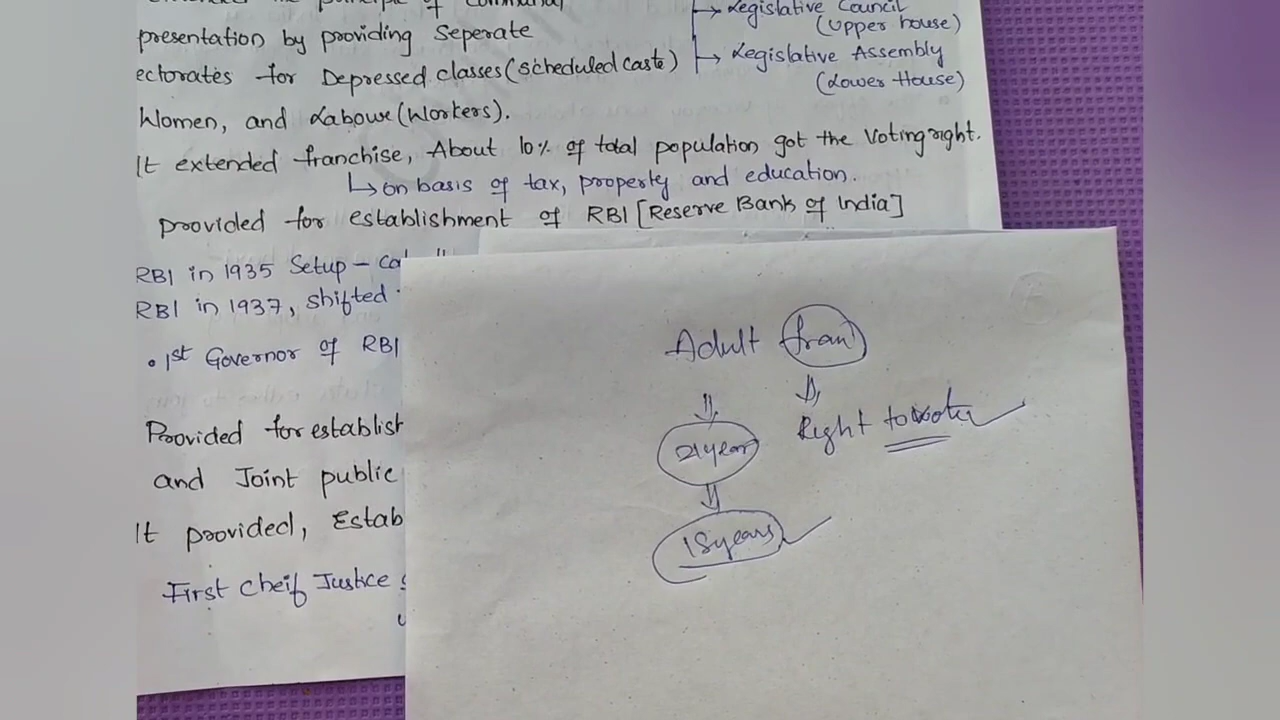 presentation by providing Seperate
ectorates for Depressed classes (Scheduled caste)
Women, and Labour (Workers).
Legislative Council
(Upper house)
Legislative Assembly
(Lower House)
It extended franchise, About 10% of total population got the Voting right.
↳ on basis of tax, property and education.
provided for establishment of RBI [Reserve Bank of India]
RBI in 1935 Setup -
RBI in 1937, shifted
• 1st Governor of RBI
Provided for establish
and Joint public
It provided, Estab
First Cheif Justice
Adult fran
21 year
Right to vote
18 years